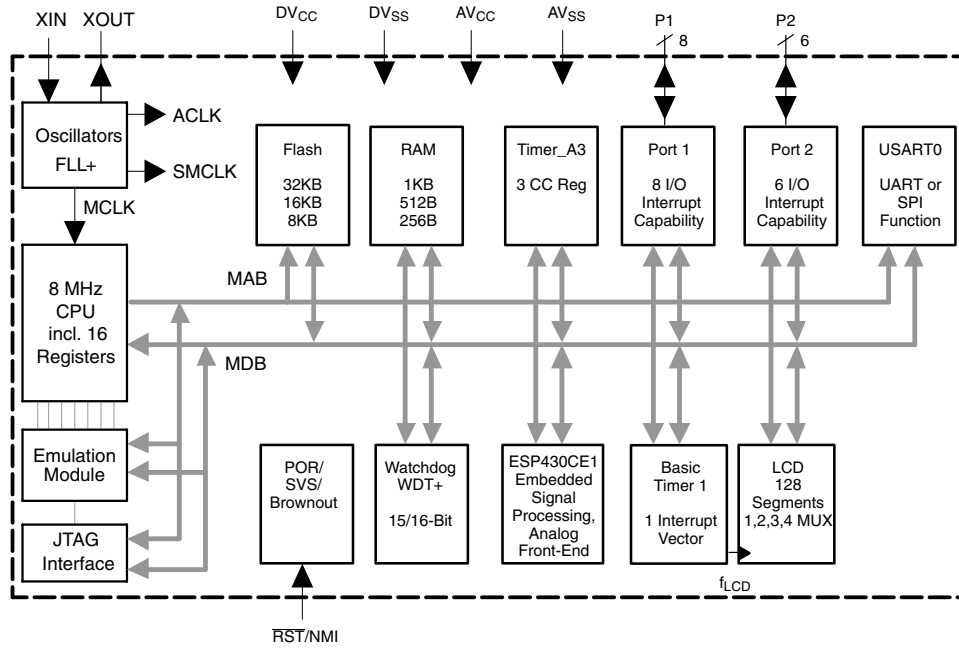 XIN XOUT DVCC DVSS AVCC AVSS P1 P2
8 6
Oscillators
FLL+
ACLK
SMCLK
MCLK
Flash
32KB
16KB
8KB
RAM
1KB
512B
256B
Timer_A3
3 CC Reg
Port 1
8 I/O
Interrupt
Capability
Port 2
6 I/O
Interrupt
Capability
USART0
UART or
SPI
Function
8 MHz
CPU
incl. 16
Registers
MAB
MDB
Emulation
Module
JTAG
Interface
POR/
SVS/
Brownout
Watchdog
WDT+
15/16-Bit
ESP430CE1
Embedded
Signal
Processing,
Analog
Front-End
Basic
Timer 1
1 Interrupt
Vector
LCD
128
Segments
1,2,3,4 MUX
fLCD
RST/NMI